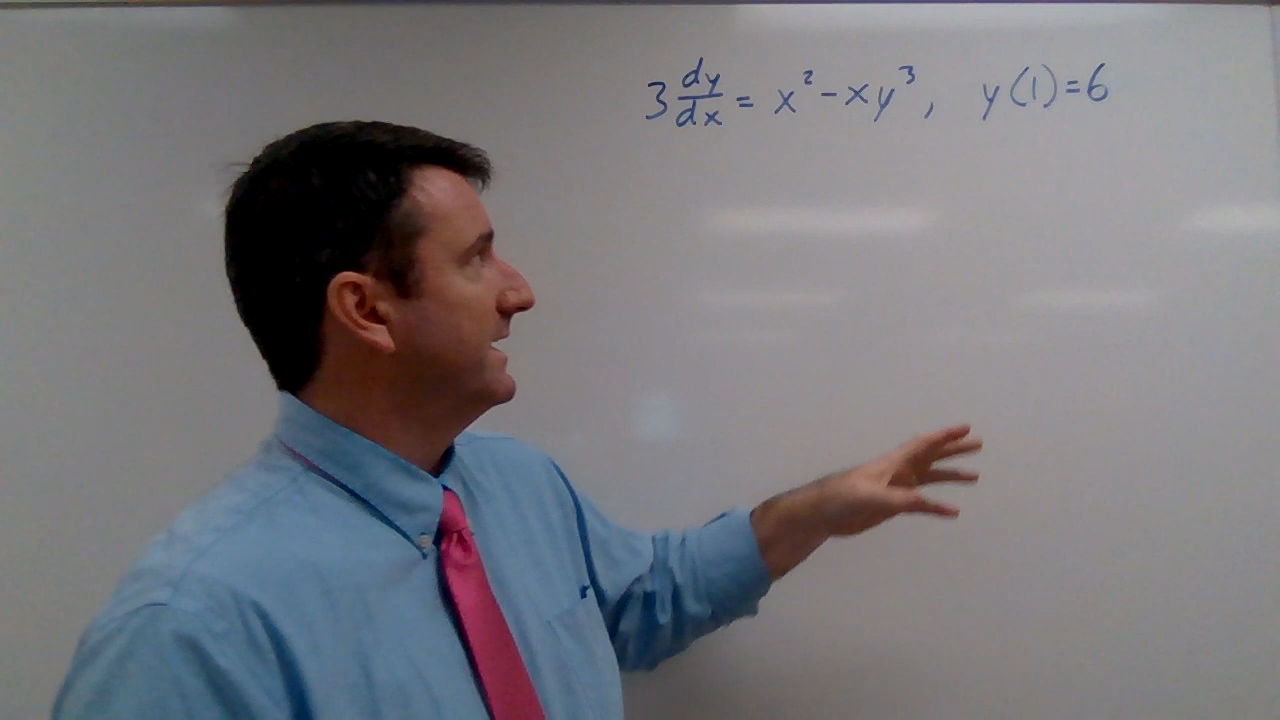 3 dy/dx = x² - xy³, y(1)=6